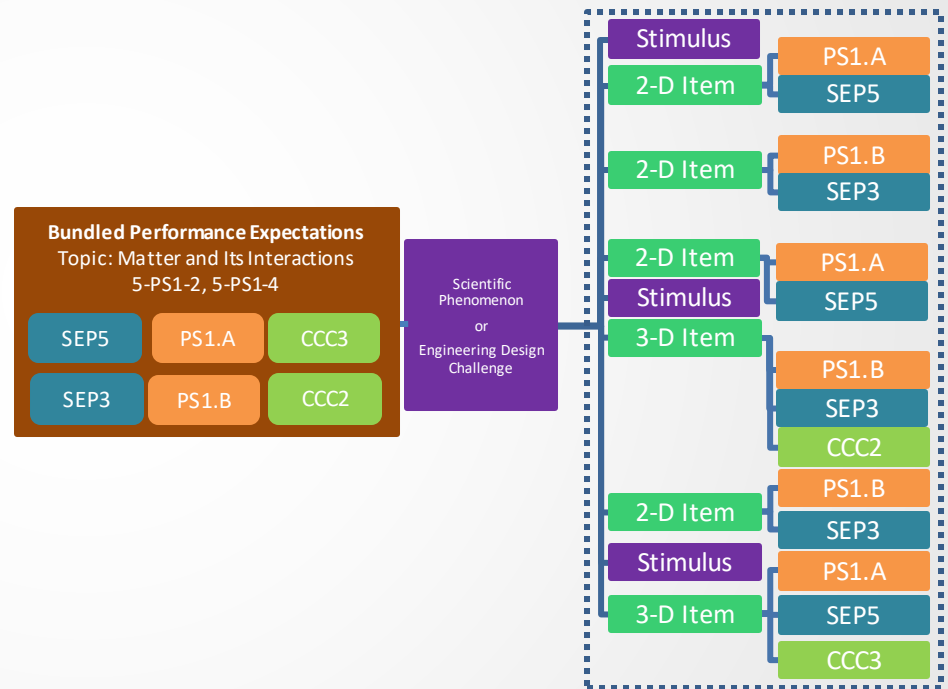 Bundled Performance Expectations
Topic: Matter and Its Interactions
5-PS1-2, 5-PS1-4
SEP5
PS1.A
CCC3
SEP3
PS1.B
CCC2
Scientific
Phenomenon
or
Engineering Design
Challenge
Stimulus
2-D Item
PS1.A
SEP5
2-D Item
PS1.B
SEP3
2-D Item
PS1.A
SEP5
Stimulus
3-D Item
PS1.B
SEP3
CCC2
2-D Item
PS1.B
SEP3
Stimulus
3-D Item
PS1.A
SEP5
CCC3